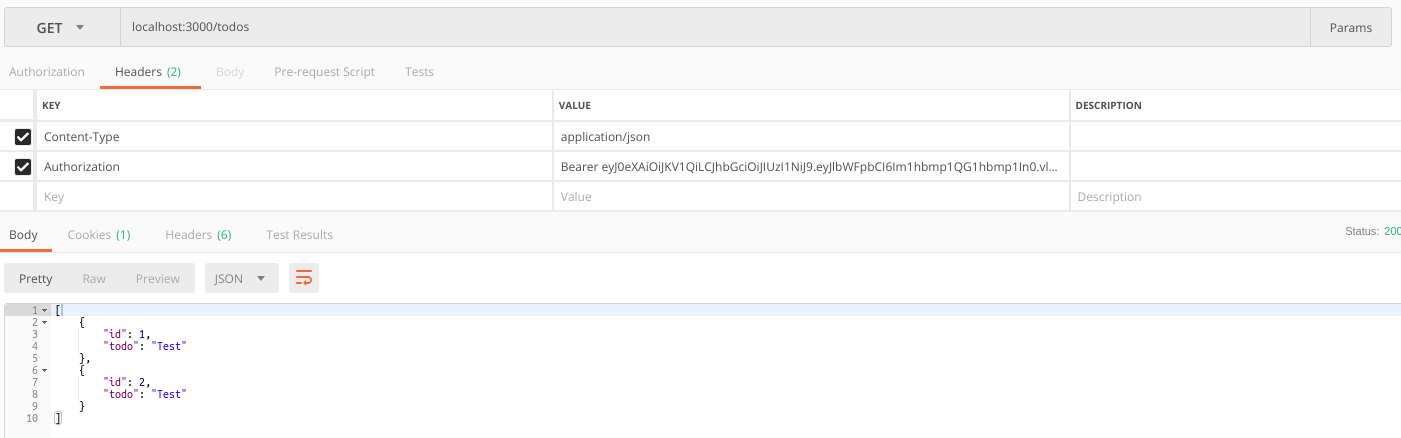 GET localhost:3000/todos Params
Authorization Headers (2) Body Pre-request Script Tests
KEY VALUE DESCRIPTION
Content-Type application/json
Authorization Bearer eyJ0eXAiOiJKV1QiLCJhbGciOiJIUzI1NiJ9.eyJlbWFpbCI6Im1hbmp1QG1hbmp1In0.vl...
Key Value Description
Body Cookies (1) Headers (6) Test Results Status: 200
Pretty Raw Preview JSON
1 [
2 {
3 "id": 1,
4 "todo": "Test"
5 },
6 {
7 "id": 2,
8 "todo": "Test"
9 }
10 ]